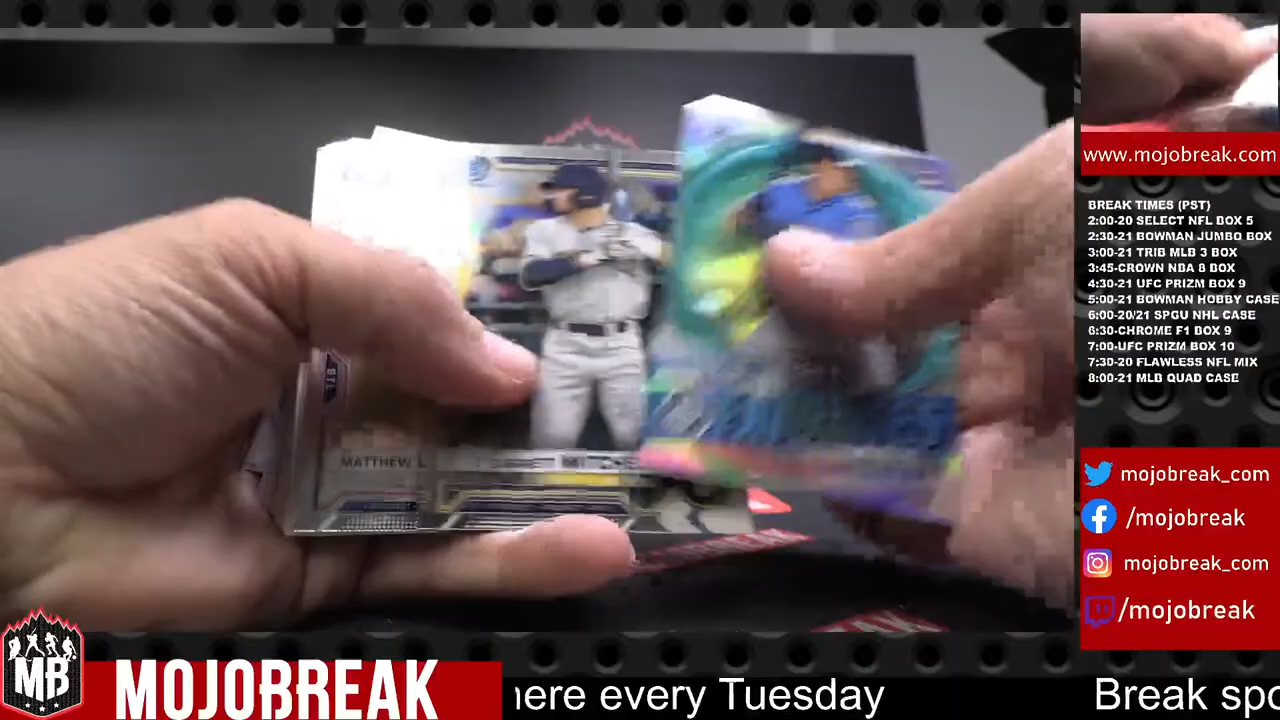 www.mojobreak.com
BREAK TIMES (PST)
2:00-20 SELECT NFL BOX 5
2:30-21 BOWMAN JUMBO BOX
3:00-21 TRIB MLB 3 BOX
3:45-CROWN NBA 8 BOX
4:30-21 UFC PRIZM BOX 9
5:00-21 BOWMAN HOBBY CASE
6:00-20/21 SPGU NHL CASE
6:30-CHROME F1 BOX 9
7:00-UFC PRIZM BOX 10
7:30-20 FLAWLESS NFL MIX
8:00-21 MLB QUAD CASE
STL
MATTHEW L
mojobreak_com
/mojobreak
mojobreak_com
/mojobreak
MB
MOJOBREAK
here every Tuesday
Break spo